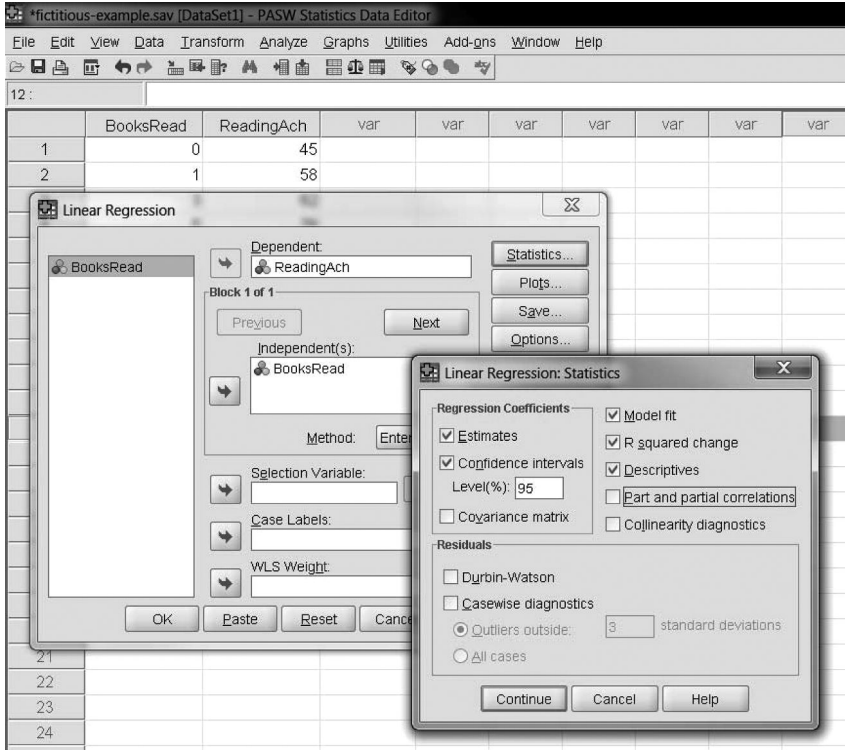 *fictitious-example.sav [DataSet1] - PASW Statistics Data Editor
File Edit View Data Transform Analyze Graphs Utilities Add-ons Window Help
12 :
BooksRead ReadingAch var var var var var var var
1 0 45
2 1 58
Linear Regression
BooksRead
Dependent:
ReadingAch
Block 1 of 1
Previous Next
Independent(s):
BooksRead
Method: Enter
Selection Variable:
Case Labels:
WLS Weight:
Statistics...
Plots...
Save...
Options...
OK Paste Reset Cance
Linear Regression: Statistics
Regression Coefficients
Estimates
Confidence intervals
Level(%): 95
Covariance matrix
Model fit
R squared change
Descriptives
Part and partial correlations
Collinearity diagnostics
Residuals
Durbin-Watson
Casewise diagnostics
Outliers outside: 3 standard deviations
All cases
Continue Cancel Help
21
22
23
24